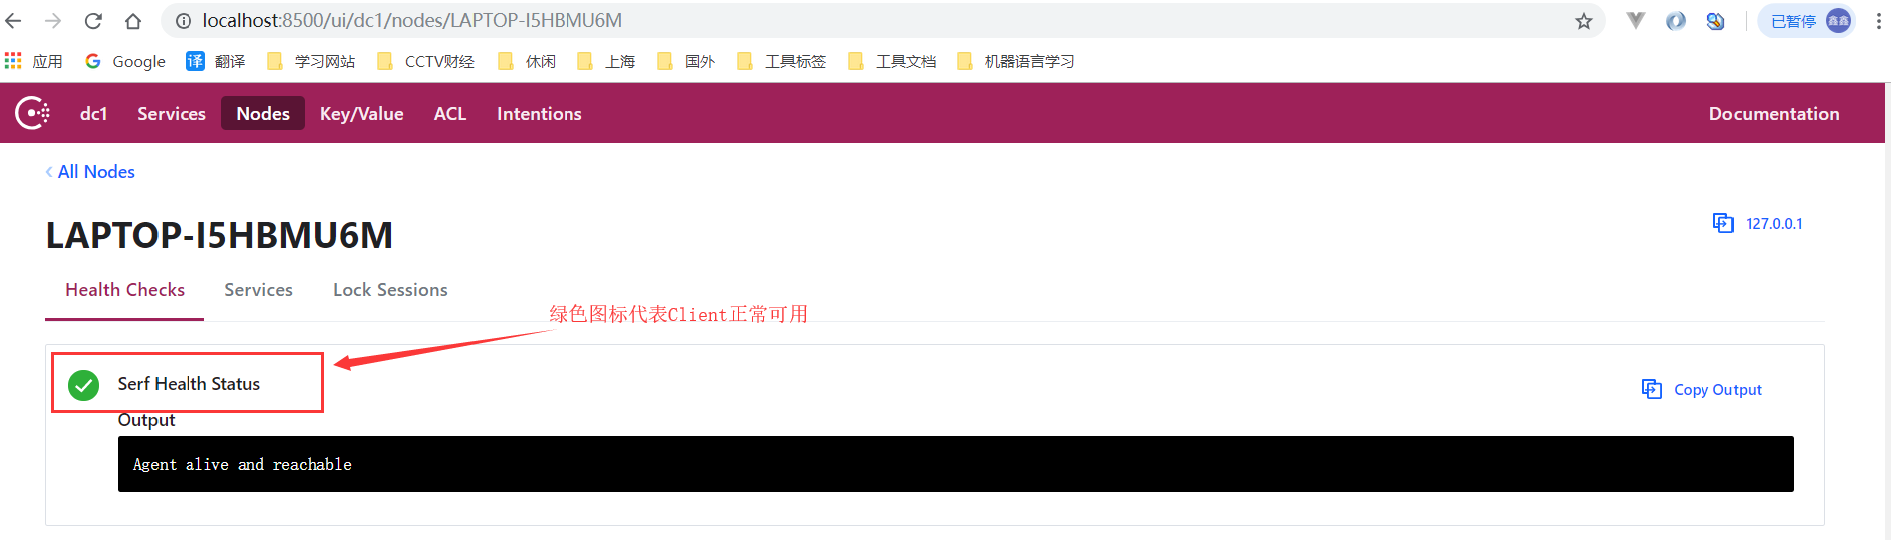 localhost:8500/ui/dc1/nodes/LAPTOP-I5HBMU6M 已暂停 鑫鑫
应用 Google 译 翻译 学习网站 CCTV财经 休闲 上海 国外 工具标签 工具文档 机器语言学习
dc1 Services Nodes Key/Value ACL Intentions Documentation
‹ All Nodes
LAPTOP-I5HBMU6M 127.0.0.1
Health Checks Services Lock Sessions
绿色图标代表Client正常可用
Serf Health Status
Copy Output
Output
Agent alive and reachable